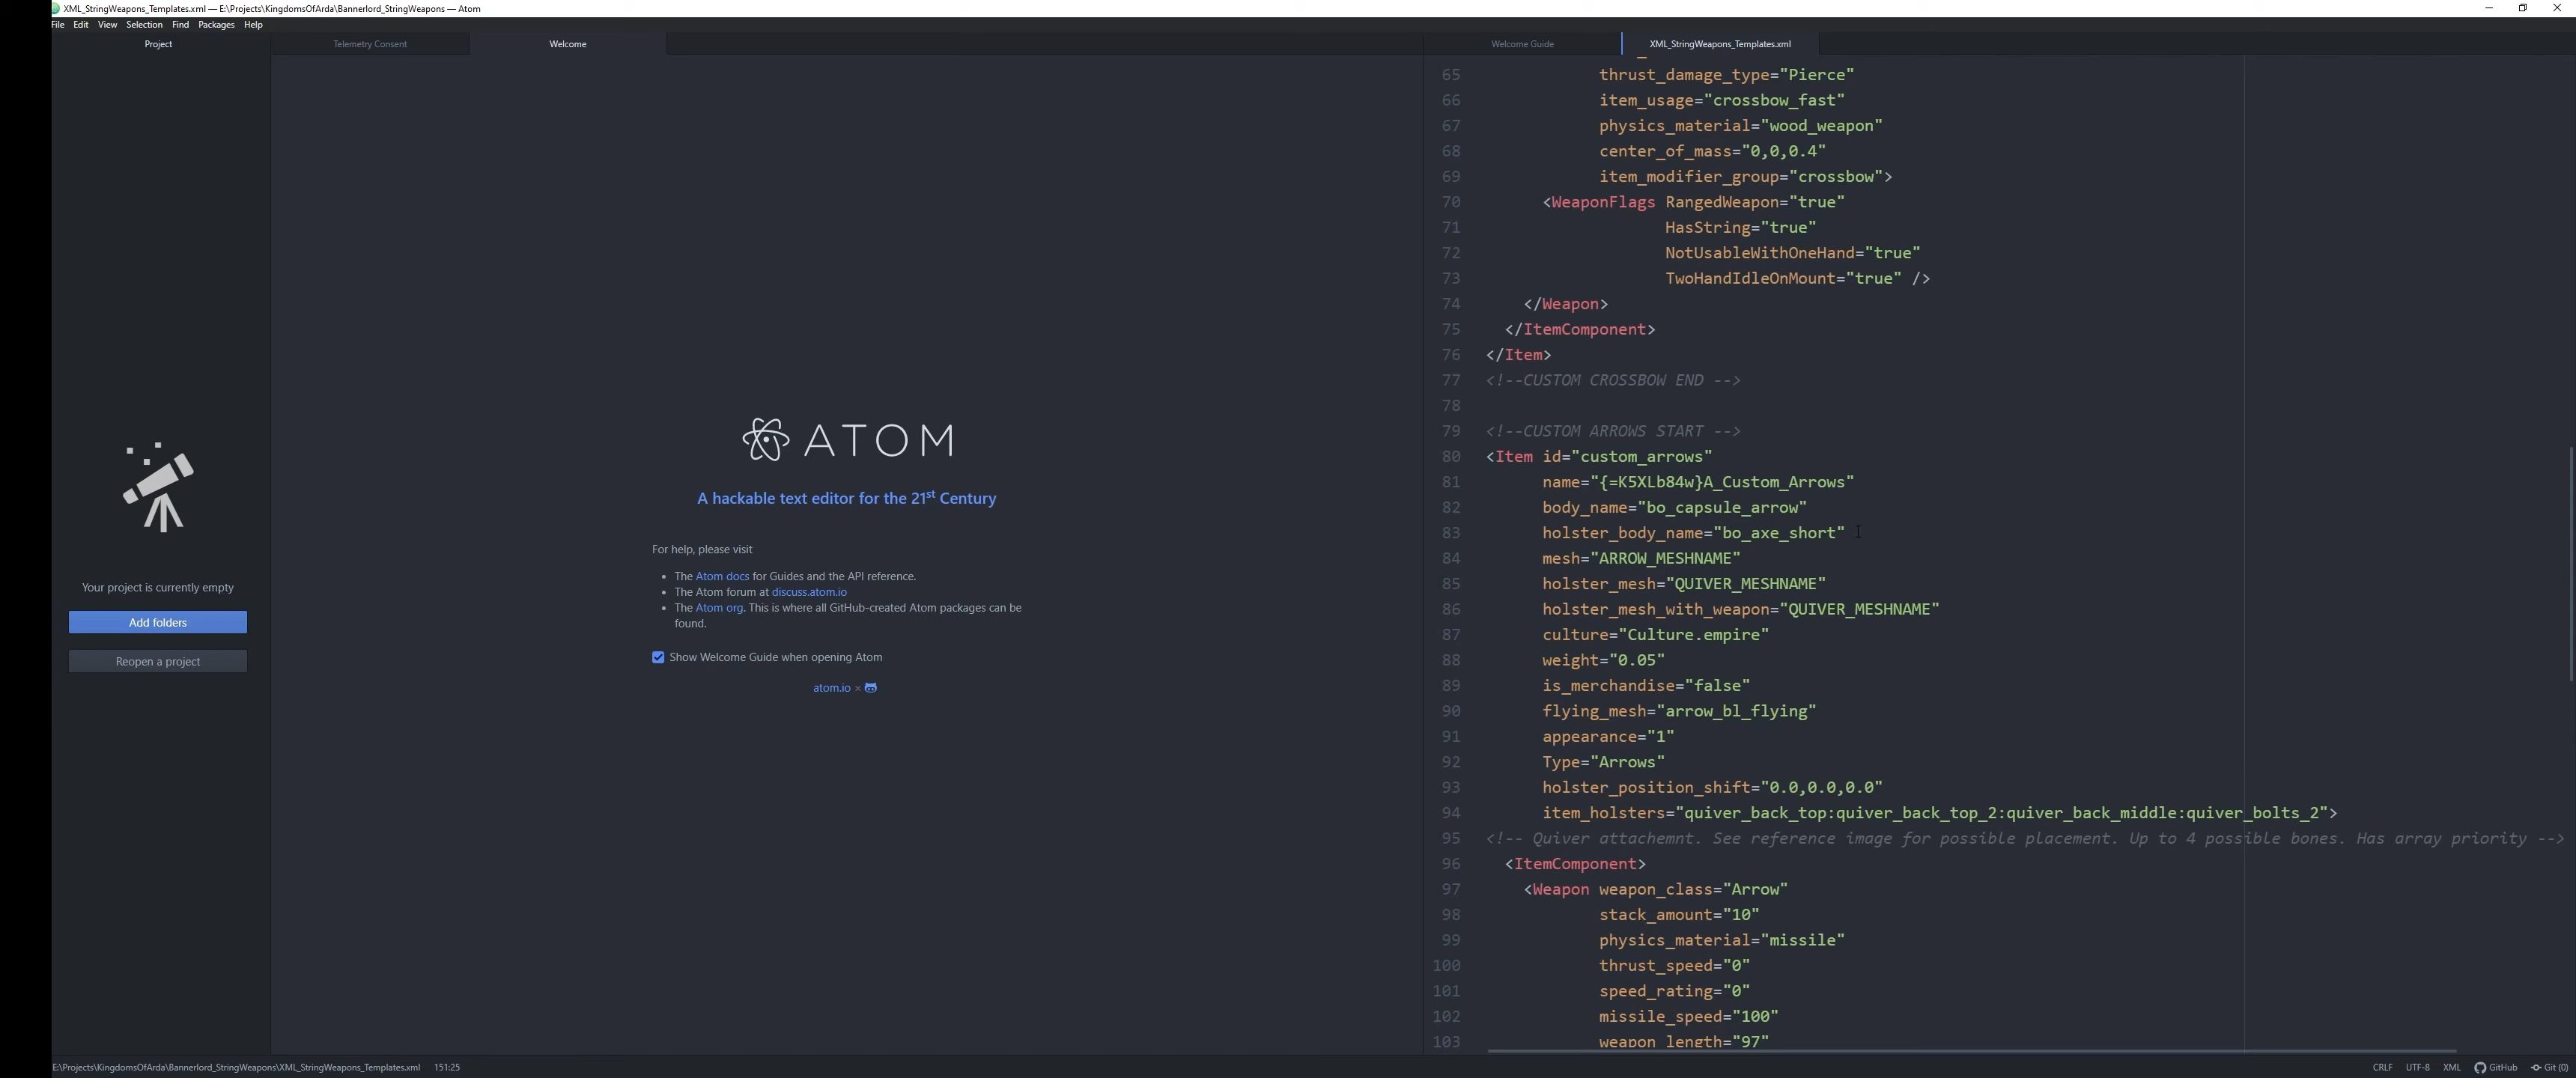 XML_StringWeapons_Templates.xml — E:\Projects\KingdomsOfArda\Bannerlord_StringWeapons — Atom
File Edit View Selection Find Packages Help
Project
Telemetry Consent
Welcome
Welcome Guide
XML_StringWeapons_Templates.xml
Your project is currently empty
Add folders
Reopen a project
ATOM
A hackable text editor for the 21st Century
For help, please visit
• The Atom docs for Guides and the API reference.
• The Atom forum at discuss.atom.io
• The Atom org. This is where all GitHub-created Atom packages can be
found.
Show Welcome Guide when opening Atom
atom.io ×
65 thrust_damage_type="Pierce"
66 item_usage="crossbow_fast"
67 physics_material="wood_weapon"
68 center_of_mass="0,0,0.4"
69 item_modifier_group="crossbow">
70 <WeaponFlags RangedWeapon="true"
71 HasString="true"
72 NotUsableWithOneHand="true"
73 TwoHandIdleOnMount="true" />
74 </Weapon>
75 </ItemComponent>
76 </Item>
77 <!--CUSTOM CROSSBOW END -->
78
79 <!--CUSTOM ARROWS START -->
80 <Item id="custom_arrows"
81 name="{=K5XLb84w}A_Custom_Arrows"
82 body_name="bo_capsule_arrow"
83 holster_body_name="bo_axe_short"
84 mesh="ARROW_MESHNAME"
85 holster_mesh="QUIVER_MESHNAME"
86 holster_mesh_with_weapon="QUIVER_MESHNAME"
87 culture="Culture.empire"
88 weight="0.05"
89 is_merchandise="false"
90 flying_mesh="arrow_bl_flying"
91 appearance="1"
92 Type="Arrows"
93 holster_position_shift="0.0,0.0,0.0"
94 item_holsters="quiver_back_top:quiver_back_top_2:quiver_back_middle:quiver_bolts_2">
95 <!-- Quiver attachemnt. See reference image for possible placement. Up to 4 possible bones. Has array priority -->
96 <ItemComponent>
97 <Weapon weapon_class="Arrow"
98 stack_amount="10"
99 physics_material="missile"
100 thrust_speed="0"
101 speed_rating="0"
102 missile_speed="100"
103 weapon_length="97"
E:\Projects\KingdomsOfArda\Bannerlord_StringWeapons\XML_StringWeapons_Templates.xml 151:25
CRLF UTF-8 XML GitHub Git (0)